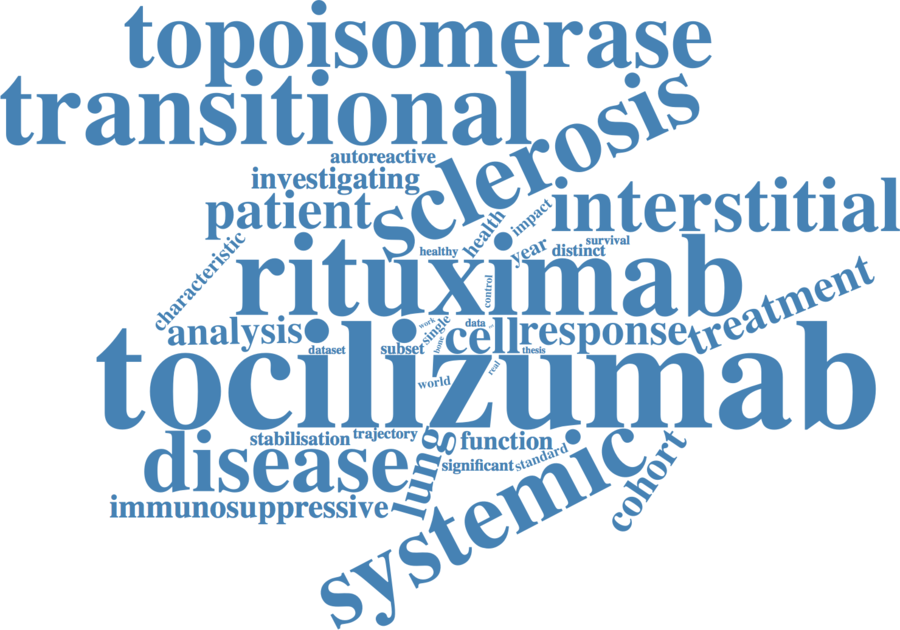 topoisomerase
transitional
sclerosis
autoreactive
investigating
patient
interstitial
health
impact
year
survival
distinct
healthy
characteristic
rituximab
control
treatment
analysis
work
single
data
cell
response
bone
thesis
dataset
subset
tocilizumab
world
real
stabilisation
trajectory
function
disease
lung
significant
standard
systemic
cohort
immunosuppressive